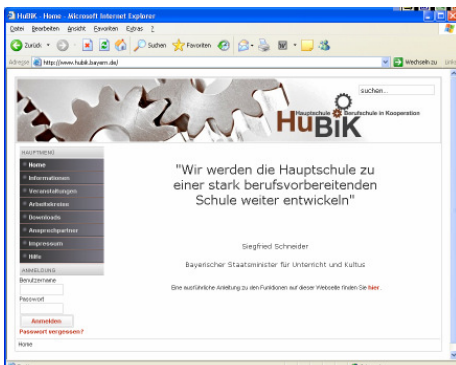 HuBIK - Home - Microsoft Internet Explorer
Datei Bearbeiten Ansicht Favoriten Extras ?
Zurück Suchen Favoriten
Adresse http://www.hubik.bayern.de/ Wechseln zu Links
suchen...
Hauptschule Berufsschule in Kooperation
HUBiK
HAUPTMENÜ
Home
Informationen
Veranstaltungen
Arbeitskreise
Downloads
Ansprechpartner
Impressum
Hilfe
ANMELDUNG
Benutzername
Passwort
Anmelden
Passwort vergessen?
Home
"Wir werden die Hauptschule zu
einer stark berufsvorbereitenden
Schule weiter entwickeln"
Siegfried Schneider
Bayerischer Staatsminister für Unterricht und Kultus
Eine ausführliche Anleitung zu den Funktionen auf dieser Webseite finden Sie hier.